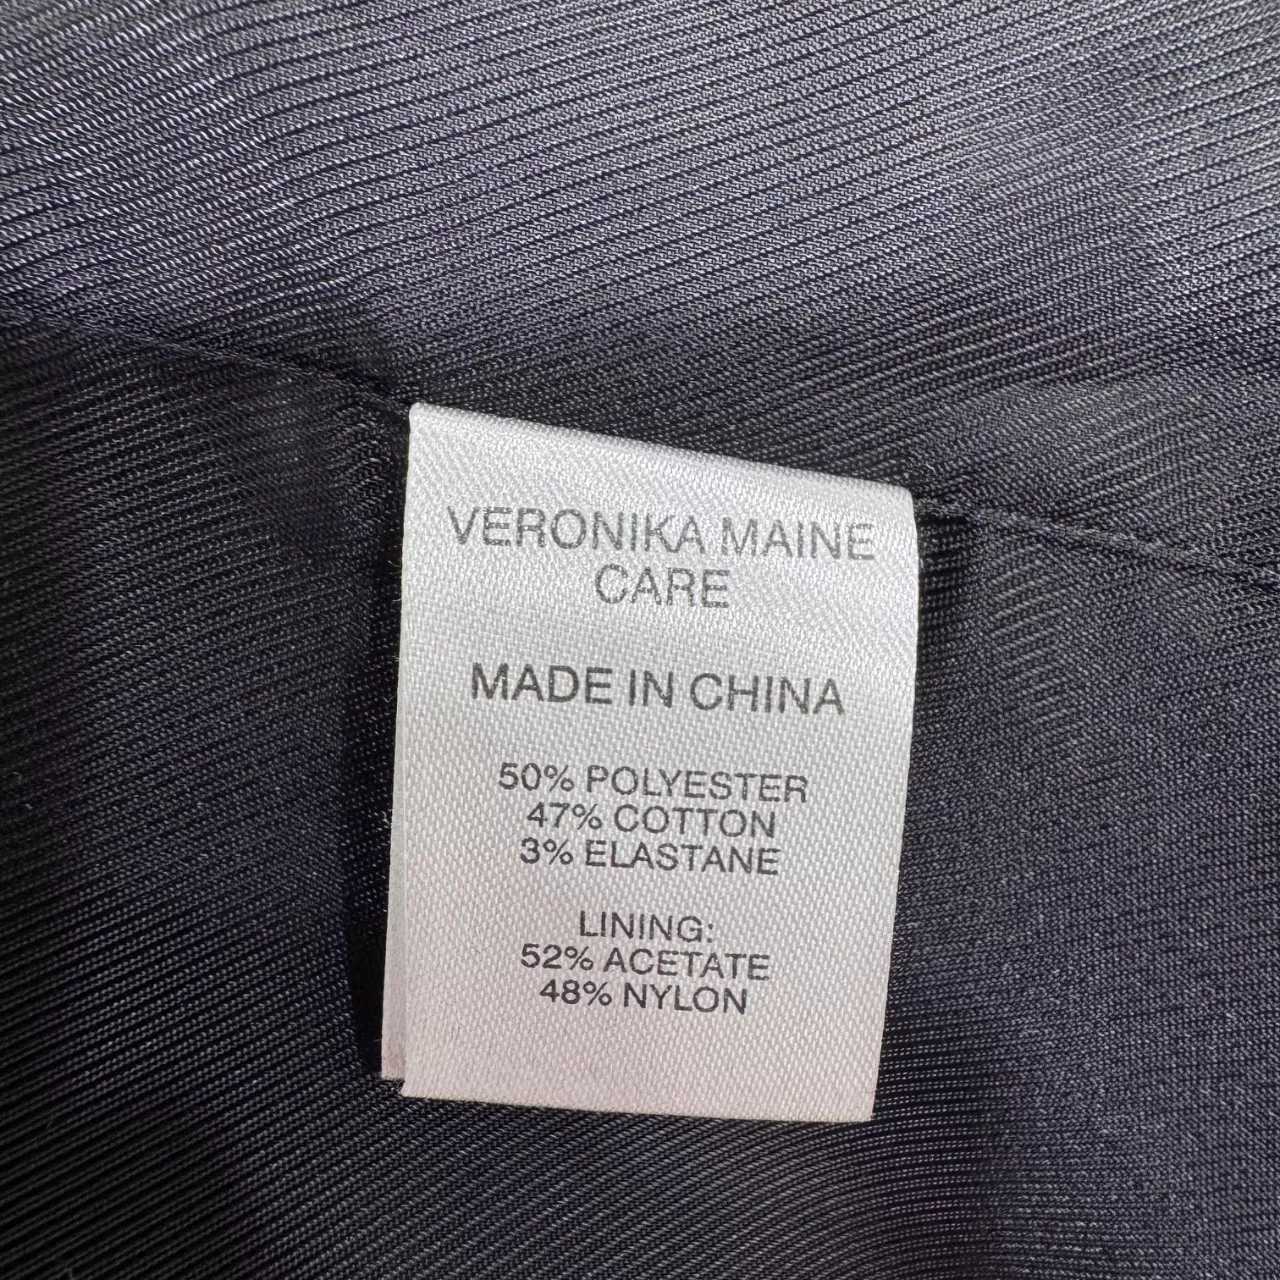 VERONIKA MAINE
CARE
MADE IN CHINA
50% POLYESTER
47% COTTON
3% ELASTANE
LINING:
52% ACETATE
48% NYLON